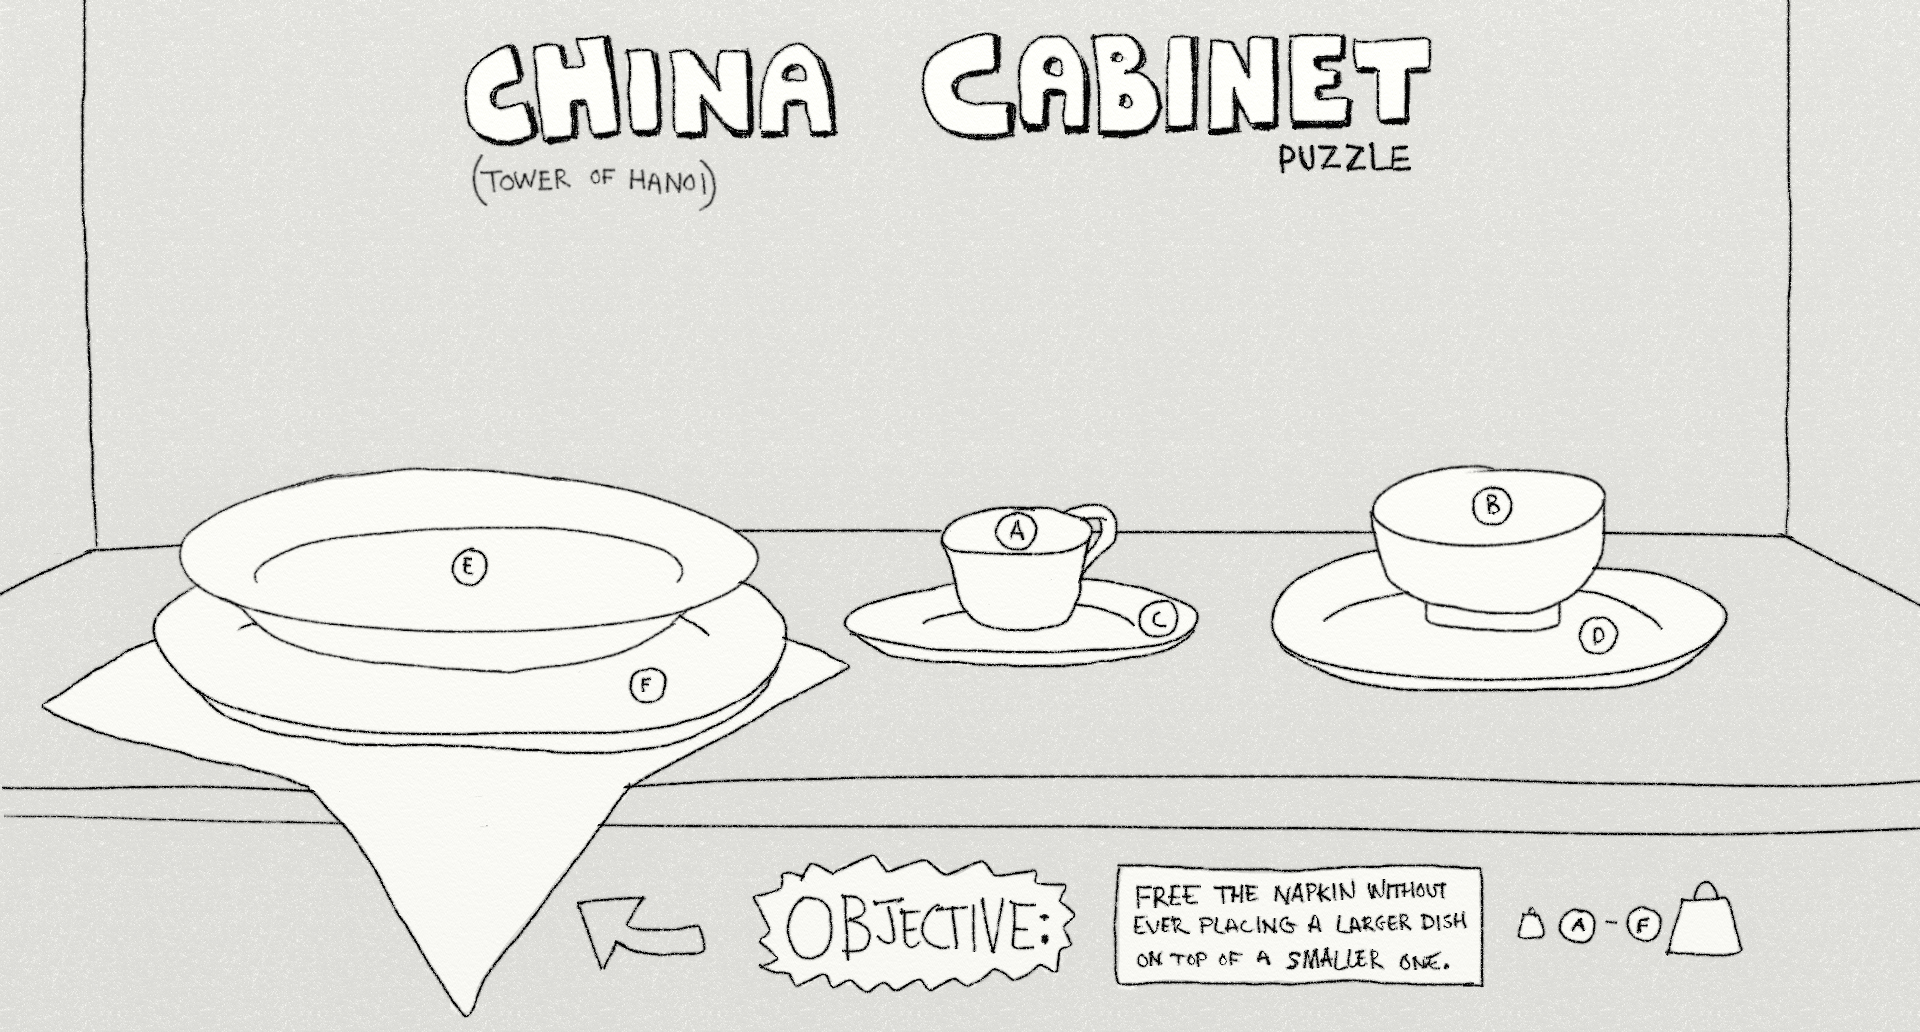 CHINA CABINET
PUZZLE
(TOWER OF HANOI)
B
A
E
C
D
F
OBJECTIVE:
FREE THE NAPKIN WITHOUT
EVER PLACING A LARGER DISH
ON TOP OF A SMALLER ONE.
A - F